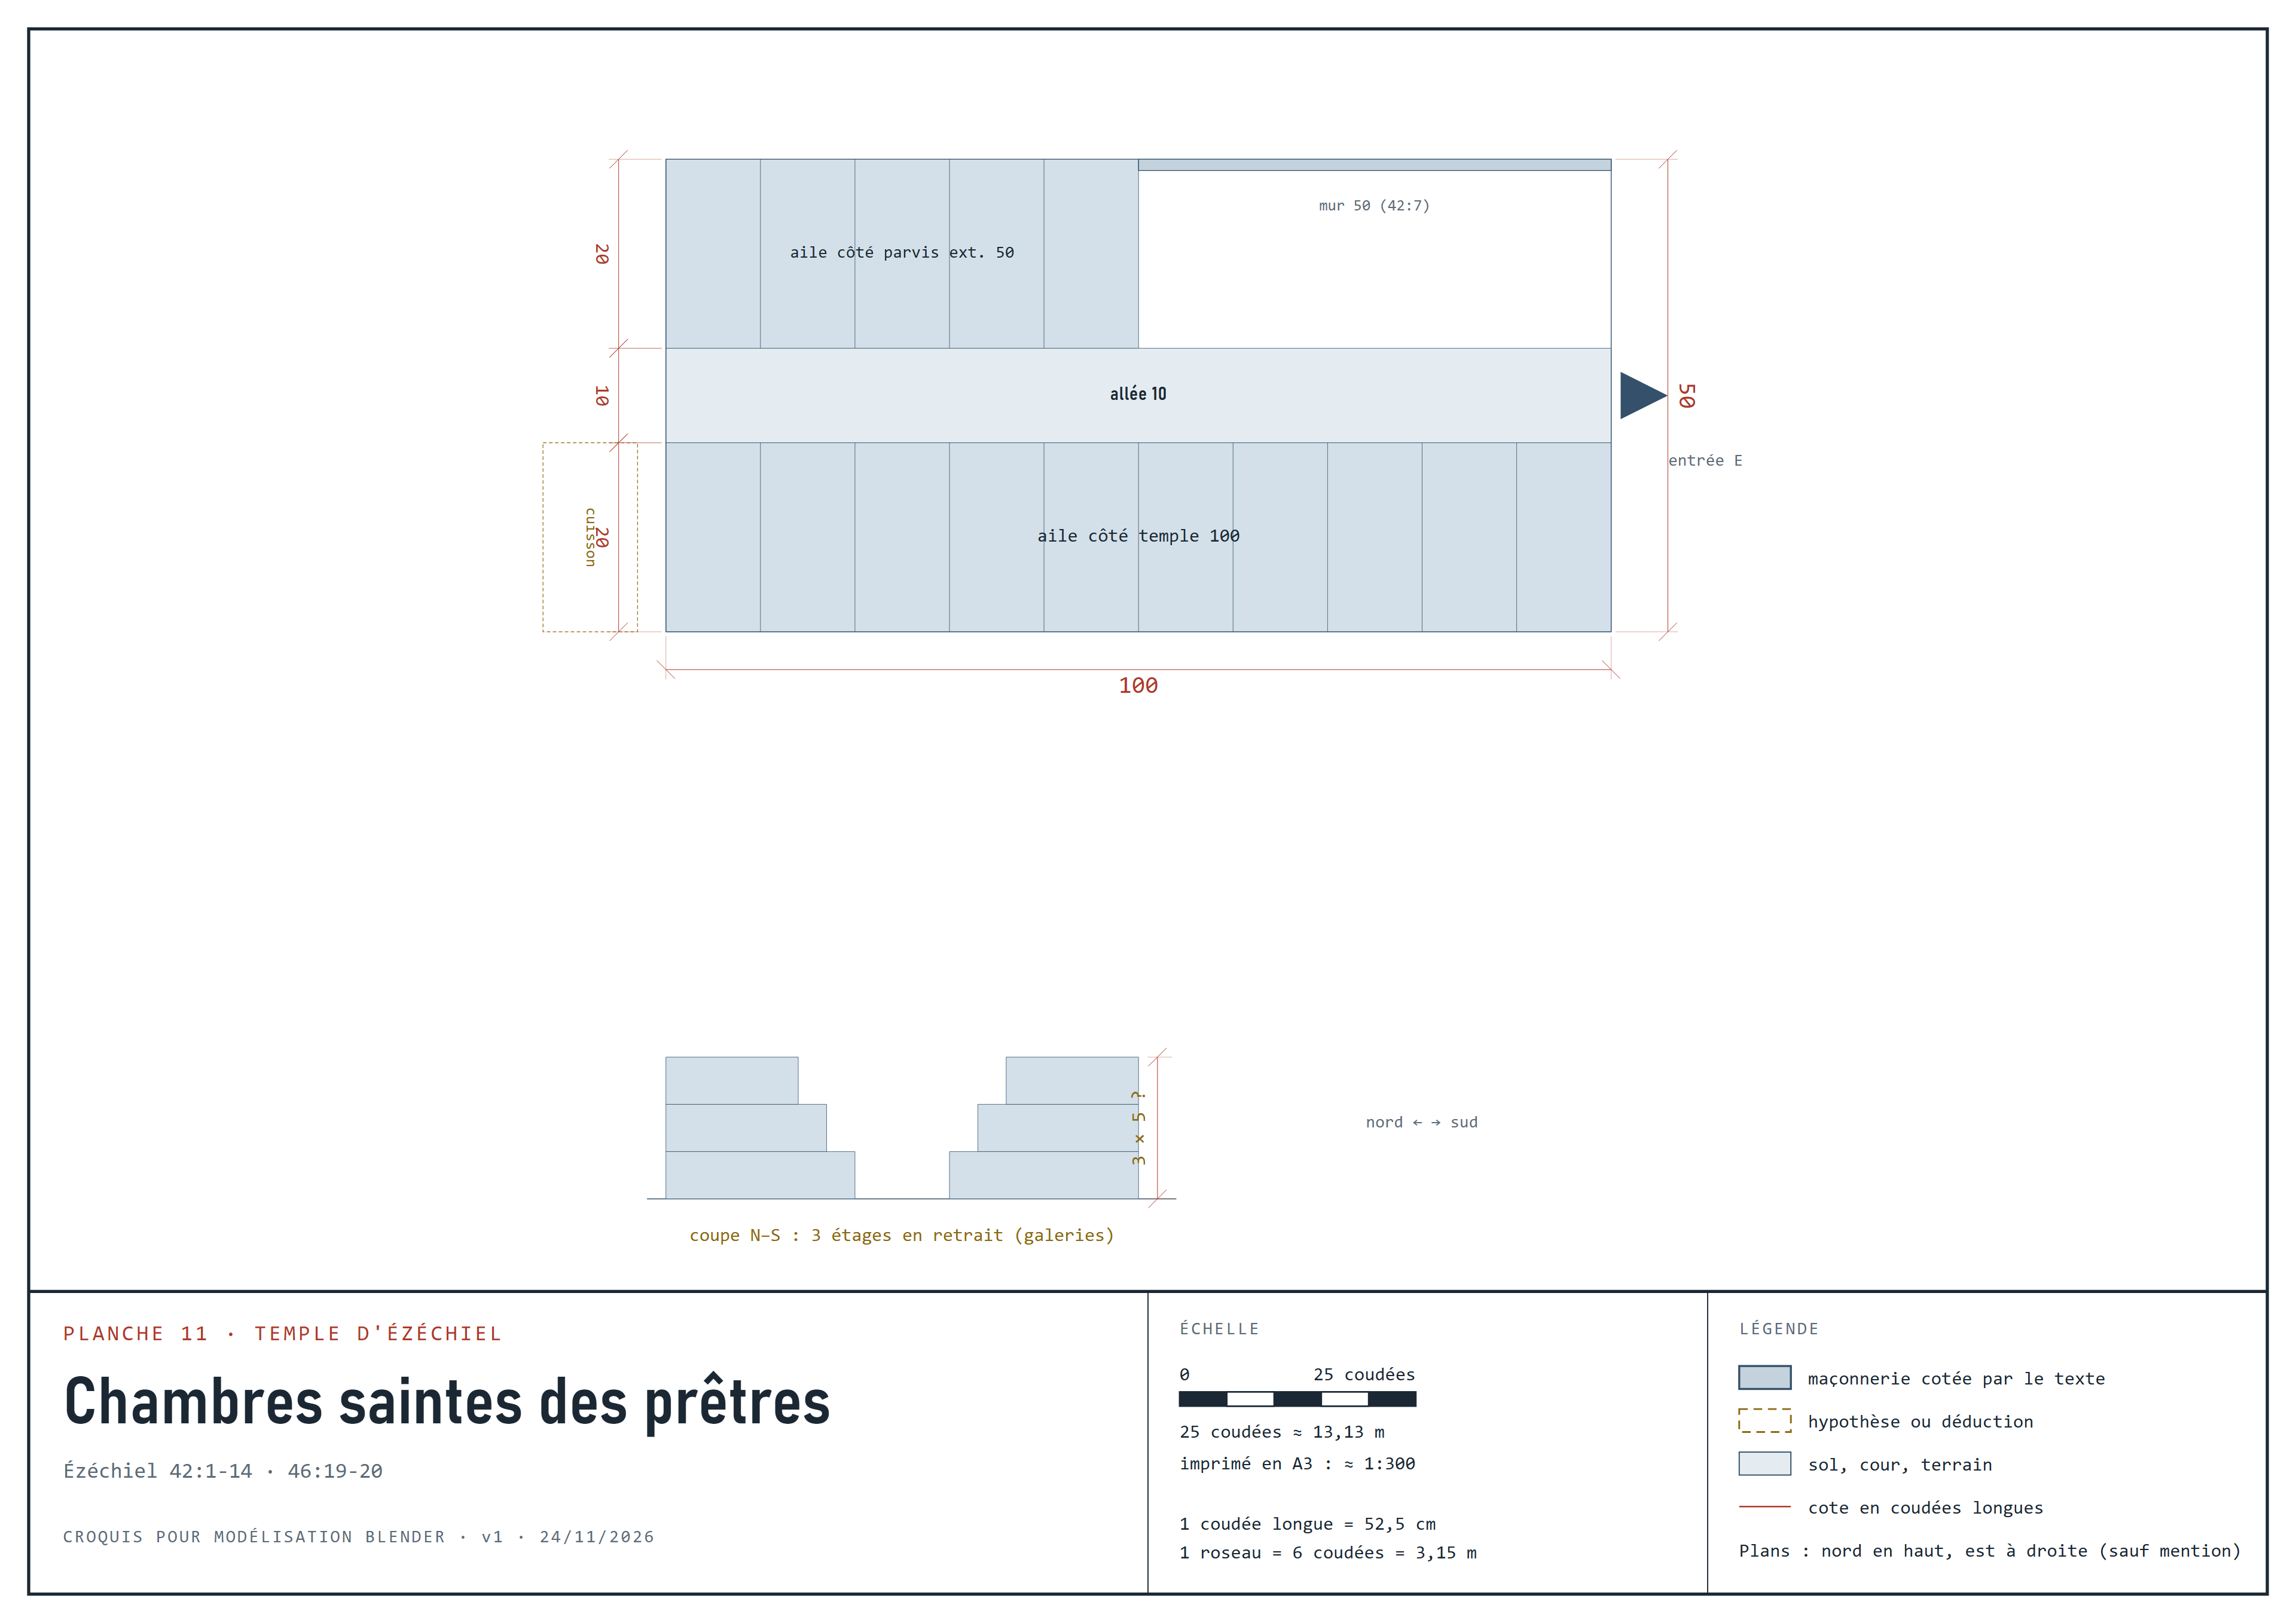 mur 50 (42:7)
20
aile côté parvis ext. 50
10
allée 10
50
entrée E
cuisson
20
aile côté temple 100
100
3 × 5 ?
nord ← → sud
coupe N–S : 3 étages en retrait (galeries)
PLANCHE 11 · TEMPLE D'ÉZÉCHIEL
Chambres saintes des prêtres
Ézéchiel 42:1-14 · 46:19-20
CROQUIS POUR MODÉLISATION BLENDER · v1 · 24/11/2026
ÉCHELLE
0 25 coudées
25 coudées ≈ 13,13 m
imprimé en A3 : ≈ 1:300
1 coudée longue = 52,5 cm
1 roseau = 6 coudées = 3,15 m
LÉGENDE
maçonnerie cotée par le texte
hypothèse ou déduction
sol, cour, terrain
cote en coudées longues
Plans : nord en haut, est à droite (sauf mention)